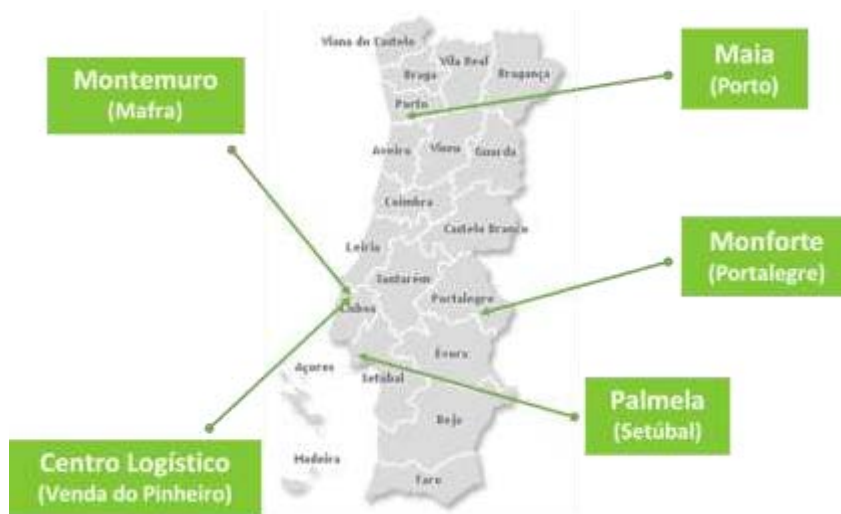 Montemuro
(Mafra)
Maia
(Porto)
Monforte
(Portalegre)
Palmela
(Setúbal)
Centro Logístico
(Venda do Pinheiro)
Viana do Castelo
Braga
Vila Real
Bragança
Porto
Aveiro
Viseu
Guarda
Coimbra
Castelo Branco
Leiria
Santarém
Portalegre
Lisboa
Évora
Setúbal
Açores
Beja
Madeira
Faro